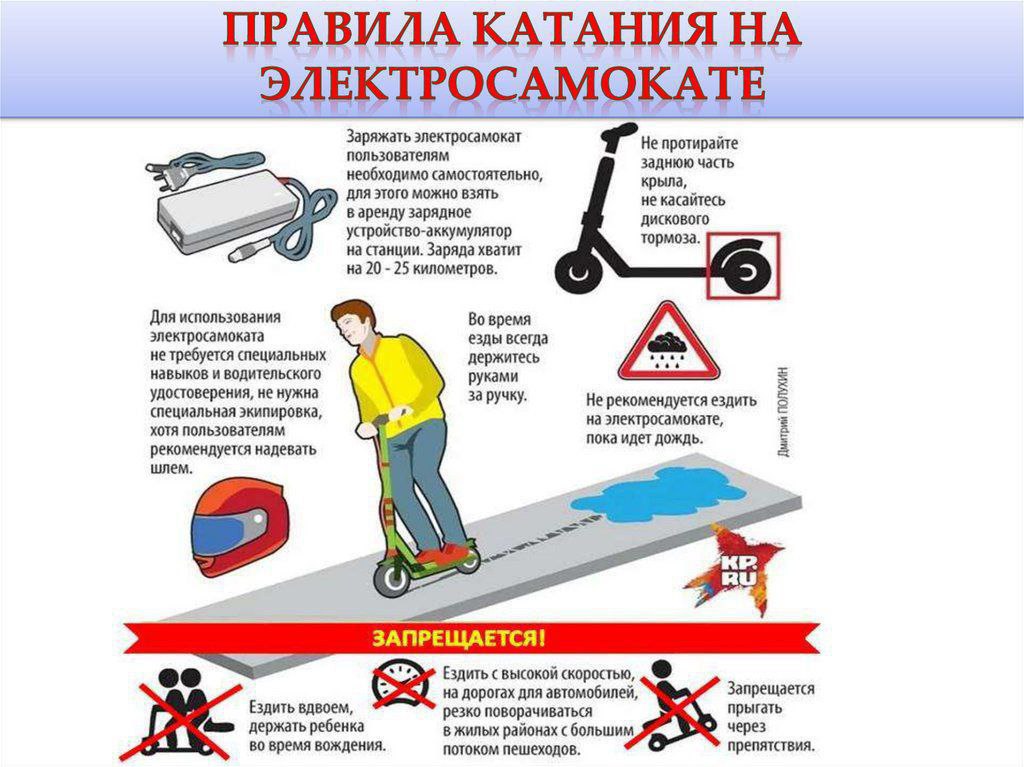 ПРАВИЛА КАТАНИЯ НА
ЭЛЕКТРОСАМОКАТЕ
Заряжать электросамокат
пользователям
необходимо самостоятельно,
для этого можно взять
в аренду зарядное
устройство-аккумулятор
на станции. Заряда хватит
на 20 - 25 километров.
Не протирайте
заднюю часть
крыла,
не касайтесь
дискового
тормоза.
Для использования
электросамоката
не требуется специальных
навыков и водительского
удостоверения, не нужна
специальная экипировка,
хотя пользователям
рекомендуется надевать
шлем.
Во время
езды всегда
держитесь
руками
за ручку.
Не рекомендуется ездить
на электросамокате,
пока идет дождь.
Дмитрий ПОЛУХИН
KP.
RU
ЗАПРЕЩАЕТСЯ!
Ездить вдвоем,
держать ребенка
во время вождения.
Ездить с высокой скоростью,
на дорогах для автомобилей,
резко поворачиваться
в жилых районах с большим
потоком пешеходов.
Запрещается
прыгать
через
препятствия.